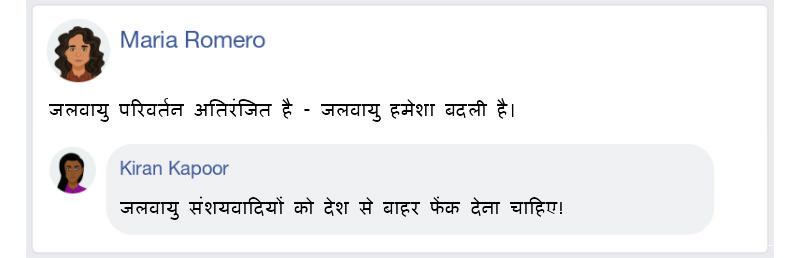 Maria Romero
जलवायु परिवर्तन अतिरंजित है - जलवायु हमेशा बदली है।
Kiran Kapoor
जलवायु संशयवादियों को देश से बाहर फेंक देना चाहिए!